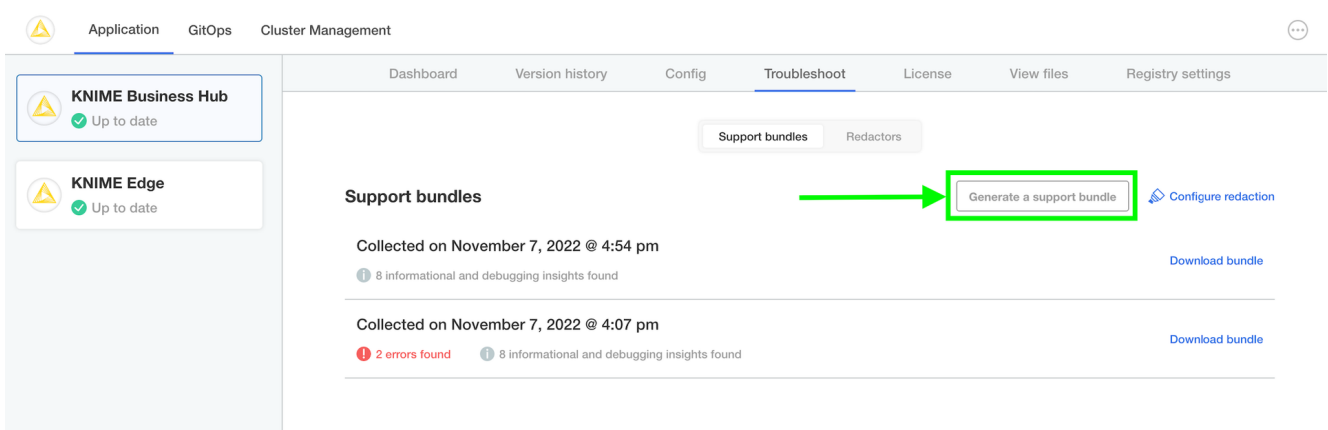 Application GitOps Cluster Management
Dashboard Version history Config Troubleshoot License View files Registry settings
KNIME Business Hub
Up to date
KNIME Edge
Up to date
Support bundles Redactors
Support bundles Generate a support bundle Configure redaction
Collected on November 7, 2022 @ 4:54 pm
8 informational and debugging insights found
Download bundle
Collected on November 7, 2022 @ 4:07 pm
2 errors found 8 informational and debugging insights found
Download bundle